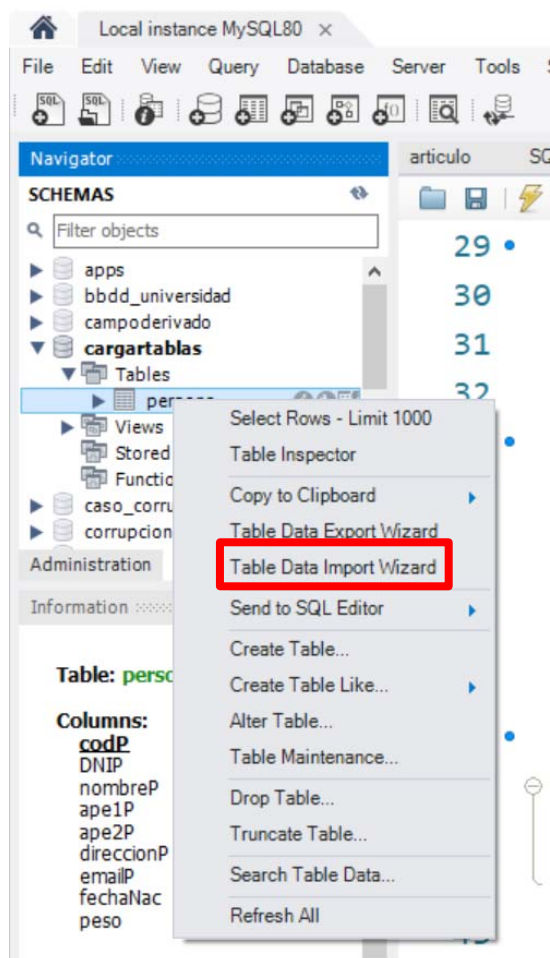 Local instance MySQL80
File Edit View Query Database Server Tools
SQL SQL
Navigator
SCHEMAS
Filter objects
apps
bbdd_universidad
campoderivado
cargartablas
Tables
Views
Stored
caso_corru
corrupcion
Administration
Information
Table:
Columns:
codP
DNIP
nombreP
ape1P
ape2P
direccionP
emailP
fechaNac
peso
Select Rows - Limit 1000
Table Inspector
Copy to Clipboard
Table Data Export Wizard
Table Data Import Wizard
Send to SQL Editor
Create Table...
Create Table Like...
Alter Table...
Table Maintenance...
Drop Table...
Truncate Table...
Search Table Data...
Refresh All
articulo SQ
29
30
31
32